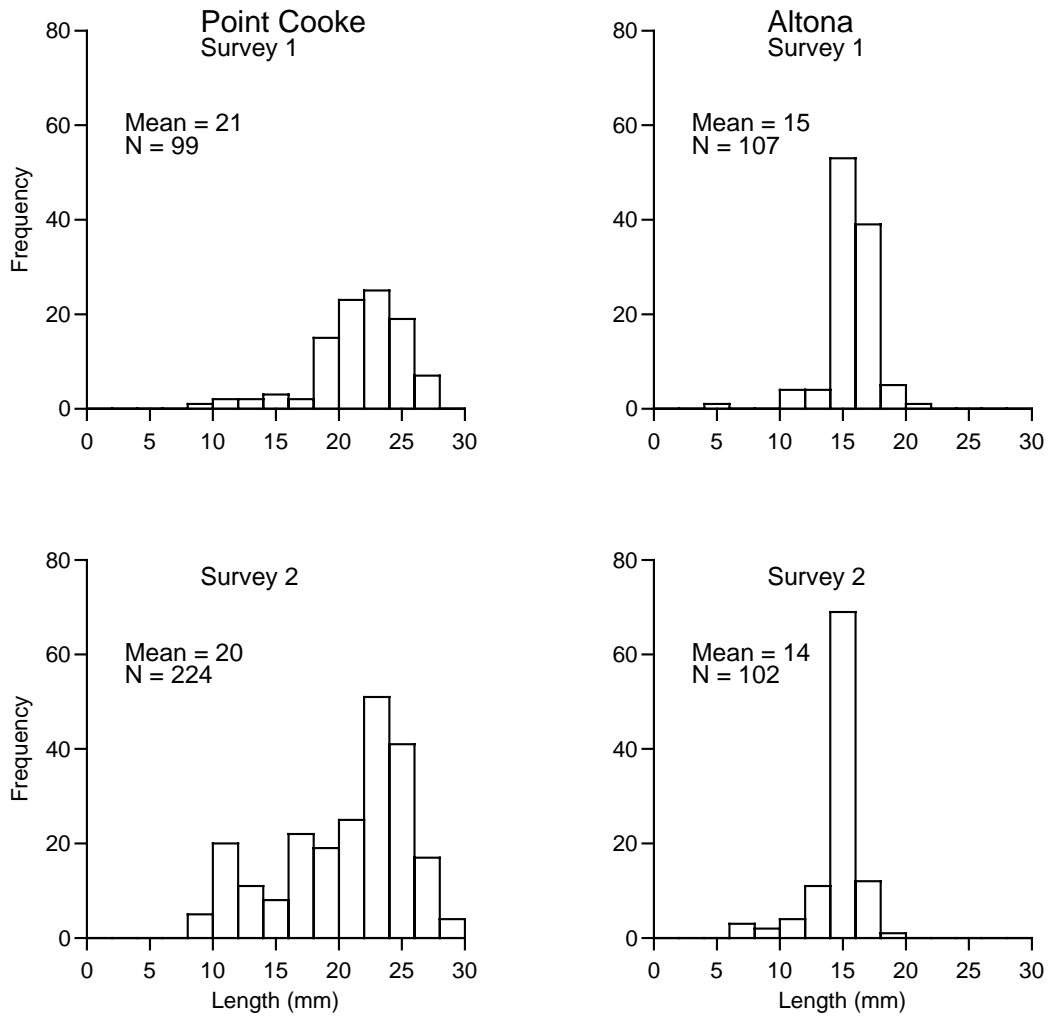 Point Cooke
Survey 1
Mean = 21
N = 99
Frequency
80
60
40
20
0
0 5 10 15 20 25 30
Altona
Survey 1
Mean = 15
N = 107
80
60
40
20
0
0 5 10 15 20 25 30
Survey 2
Mean = 20
N = 224
Frequency
80
60
40
20
0
0 5 10 15 20 25 30
Length (mm)
Survey 2
Mean = 14
N = 102
80
60
40
20
0
0 5 10 15 20 25 30
Length (mm)